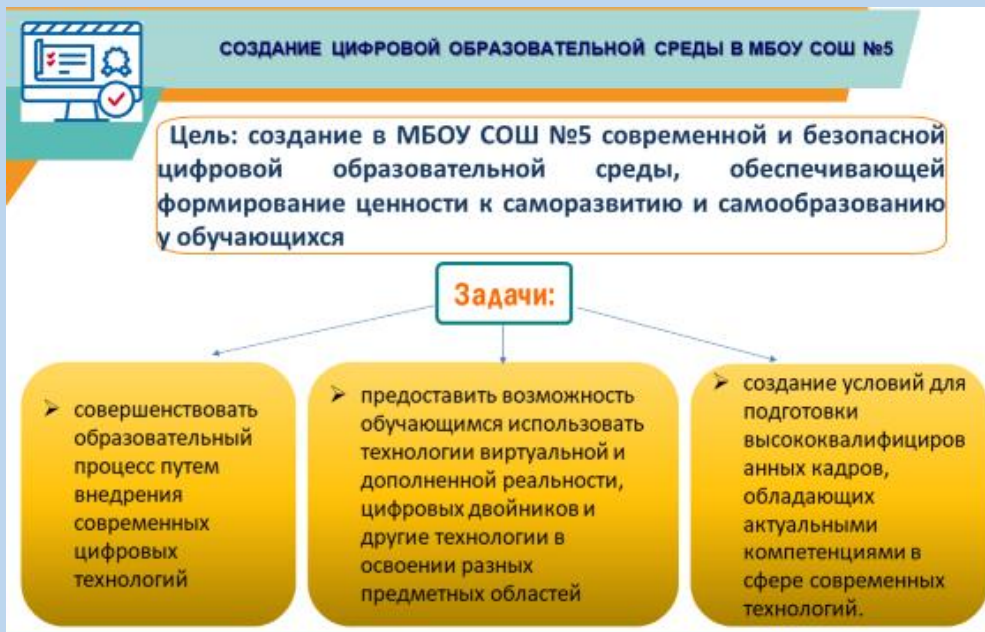 СОЗДАНИЕ ЦИФРОВОЙ ОБРАЗОВАТЕЛЬНОЙ СРЕДЫ В МБОУ СОШ №5
Цель: создание в МБОУ СОШ №5 современной и безопасной
цифровой образовательной среды, обеспечивающей
формирование ценности к саморазвитию и самообразованию
у обучающихся
Задачи:
➢ совершенствовать
образовательный
процесс путем
внедрения
современных
цифровых
технологий
➢ предоставить возможность
обучающимся использовать
технологии виртуальной и
дополненной реальности,
цифровых двойников и
другие технологии в
освоении разных
предметных областей
➢ создание условий для
подготовки
высококвалифициров
анных кадров,
обладающих
актуальными
компетенциями в
сфере современных
технологий.